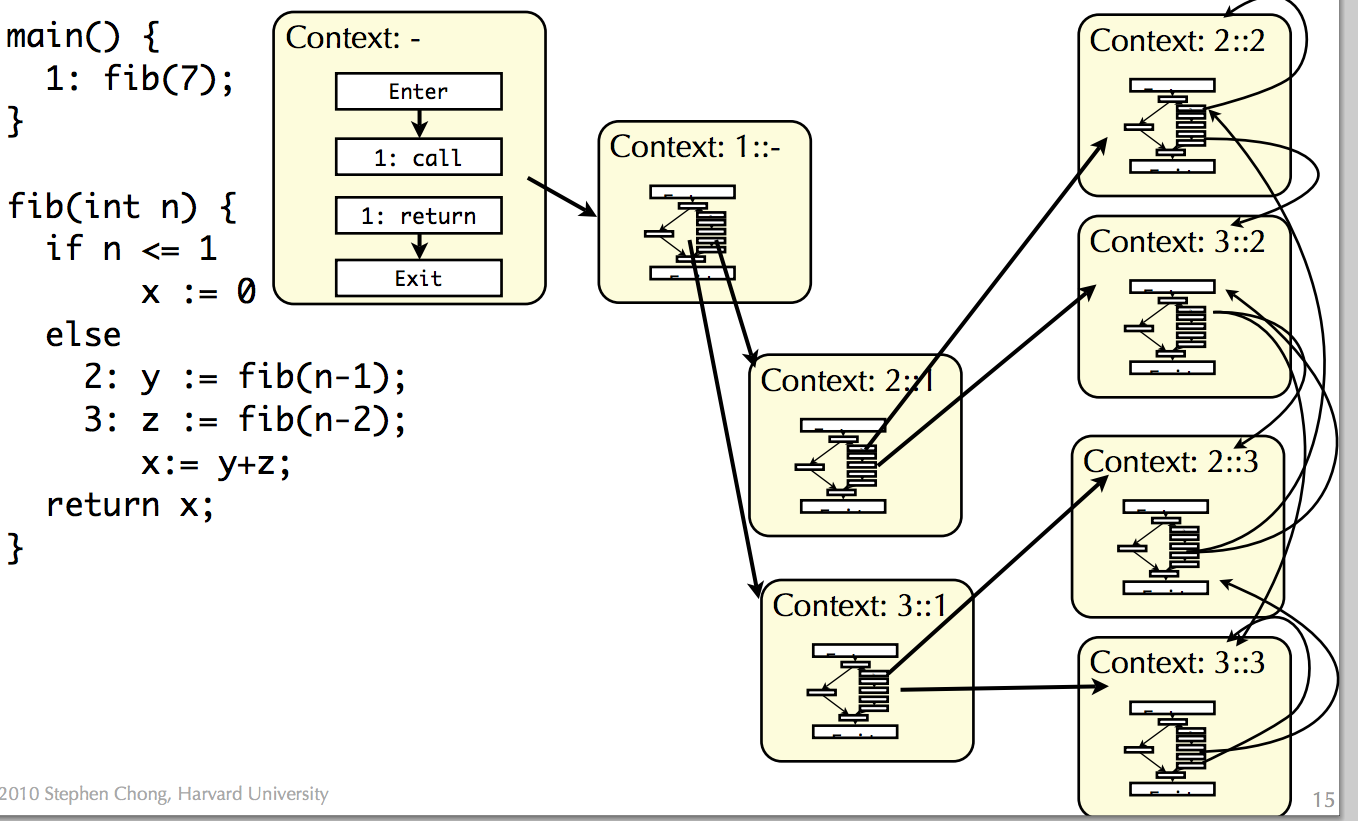 main() {
1: fib(7);
}
fib(int n) {
if n <= 1
x := 0
else
2: y := fib(n-1);
3: z := fib(n-2);
x:= y+z;
return x;
}
Context: -
Enter
1: call
1: return
Exit
Context: 1::-
Context: 2::1
Context: 3::1
Context: 2::2
Context: 3::2
Context: 2::3
Context: 3::3
2010 Stephen Chong, Harvard University
15